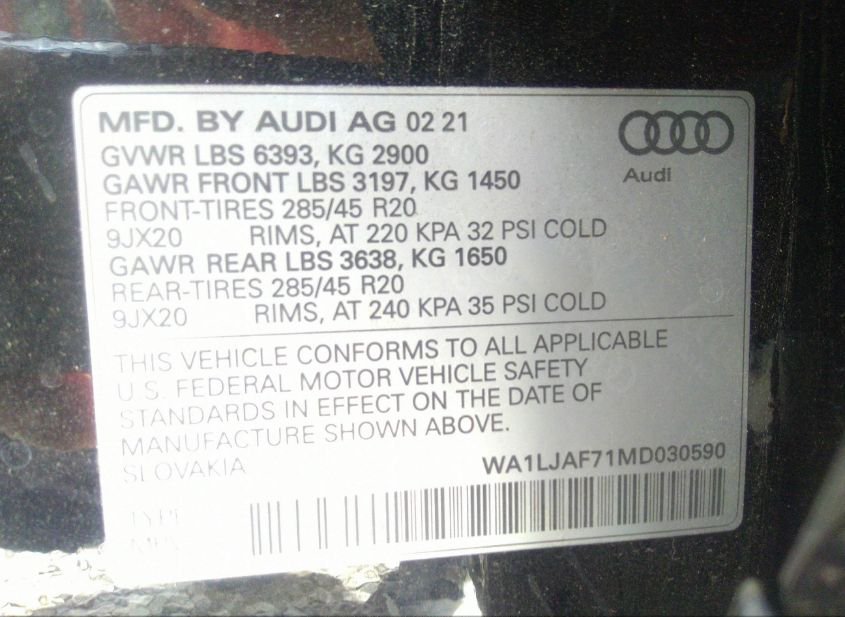 MFD. BY AUDI AG 02 21
GVWR LBS 6393, KG 2900
GAWR FRONT LBS 3197, KG 1450
FRONT-TIRES 285/45 R20
9JX20 RIMS, AT 220 KPA 32 PSI COLD
GAWR REAR LBS 3638, KG 1650
REAR-TIRES 285/45 R20
9JX20 RIMS, AT 240 KPA 35 PSI COLD
Audi
THIS VEHICLE CONFORMS TO ALL APPLICABLE
U.S. FEDERAL MOTOR VEHICLE SAFETY
STANDARDS IN EFFECT ON THE DATE OF
MANUFACTURE SHOWN ABOVE.
SLOVAKIA
WA1LJAF71MD030590
TYPE